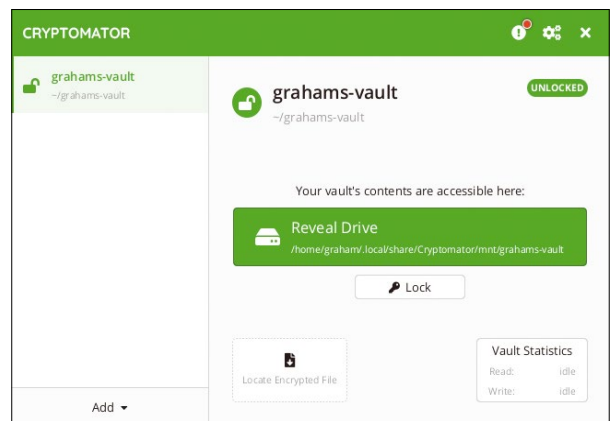 CRYPTOMATOR
grahams-vault
~/grahams-vault
grahams-vault
~/grahams-vault
UNLOCKED
Your vault's contents are accessible here:
Reveal Drive
/home/graham/.local/share/Cryptomator/mnt/grahams-vault
Lock
Locate Encrypted File
Vault Statistics
Read: idle
Write: idle
Add